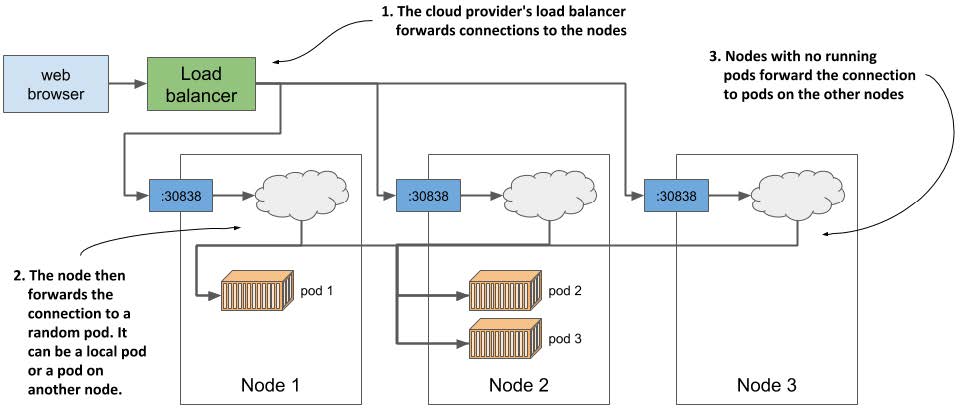 1. The cloud provider's load balancer
forwards connections to the nodes
3. Nodes with no running
pods forward the connection
to pods on the other nodes
web
browser
Load
balancer
:30838
:30838
:30838
2. The node then
forwards the
connection to a
random pod. It
can be a local pod
or a pod on
another node.
pod 1
pod 2
pod 3
Node 1
Node 2
Node 3